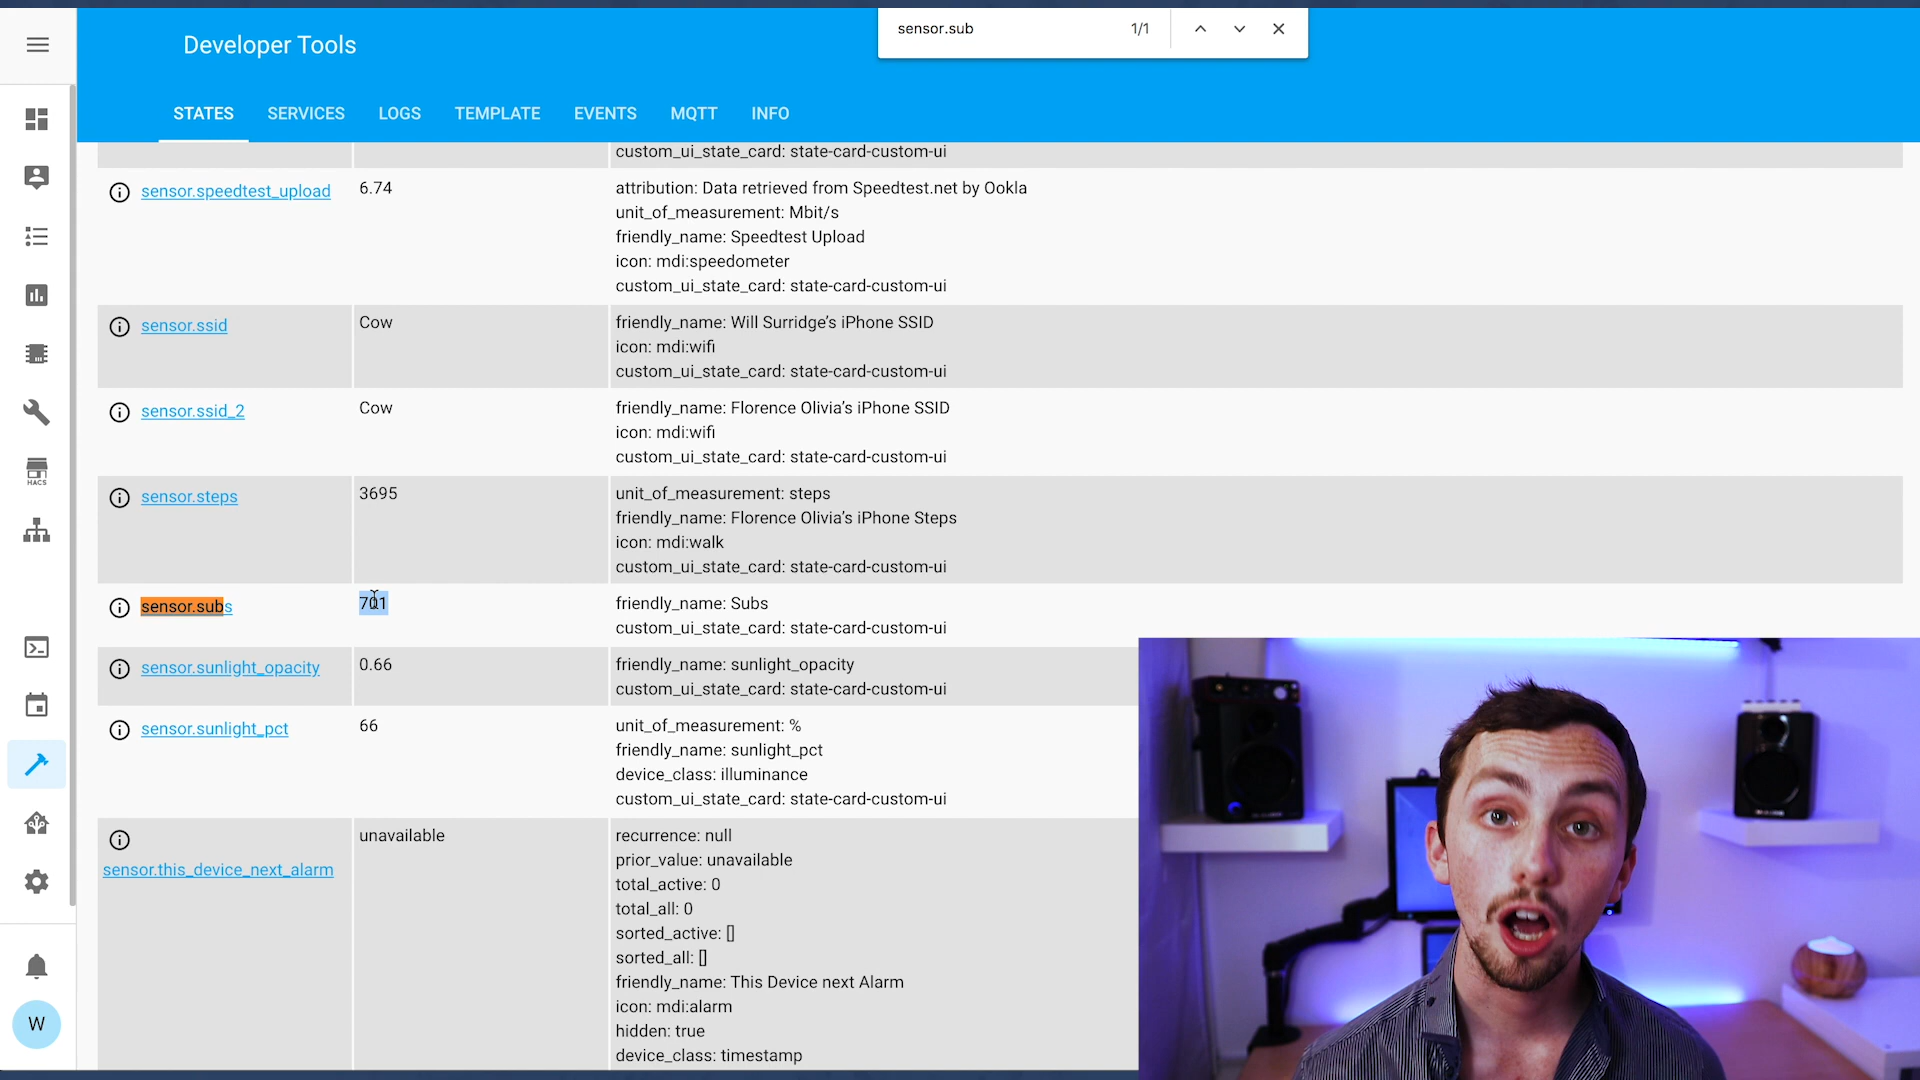 sensor.sub 1/1
Developer Tools
STATES SERVICES LOGS TEMPLATE EVENTS MQTT INFO
custom_ui_state_card: state-card-custom-ui
sensor.speedtest_upload 6.74 attribution: Data retrieved from Speedtest.net by Ookla
unit_of_measurement: Mbit/s
friendly_name: Speedtest Upload
icon: mdi:speedometer
custom_ui_state_card: state-card-custom-ui
sensor.ssid Cow friendly_name: Will Surridge’s iPhone SSID
icon: mdi:wifi
custom_ui_state_card: state-card-custom-ui
sensor.ssid_2 Cow friendly_name: Florence Olivia’s iPhone SSID
icon: mdi:wifi
custom_ui_state_card: state-card-custom-ui
HACS
sensor.steps 3695 unit_of_measurement: steps
friendly_name: Florence Olivia’s iPhone Steps
icon: mdi:walk
custom_ui_state_card: state-card-custom-ui
sensor.subs 701 friendly_name: Subs
custom_ui_state_card: state-card-custom-ui
sensor.sunlight_opacity 0.66 friendly_name: sunlight_opacity
custom_ui_state_card: state-card-custom-ui
sensor.sunlight_pct 66 unit_of_measurement: %
friendly_name: sunlight_pct
device_class: illuminance
custom_ui_state_card: state-card-custom-ui
sensor.this_device_next_alarm unavailable recurrence: null
prior_value: unavailable
total_active: 0
total_all: 0
sorted_active: []
sorted_all: []
friendly_name: This Device next Alarm
icon: mdi:alarm
hidden: true
device_class: timestamp
W